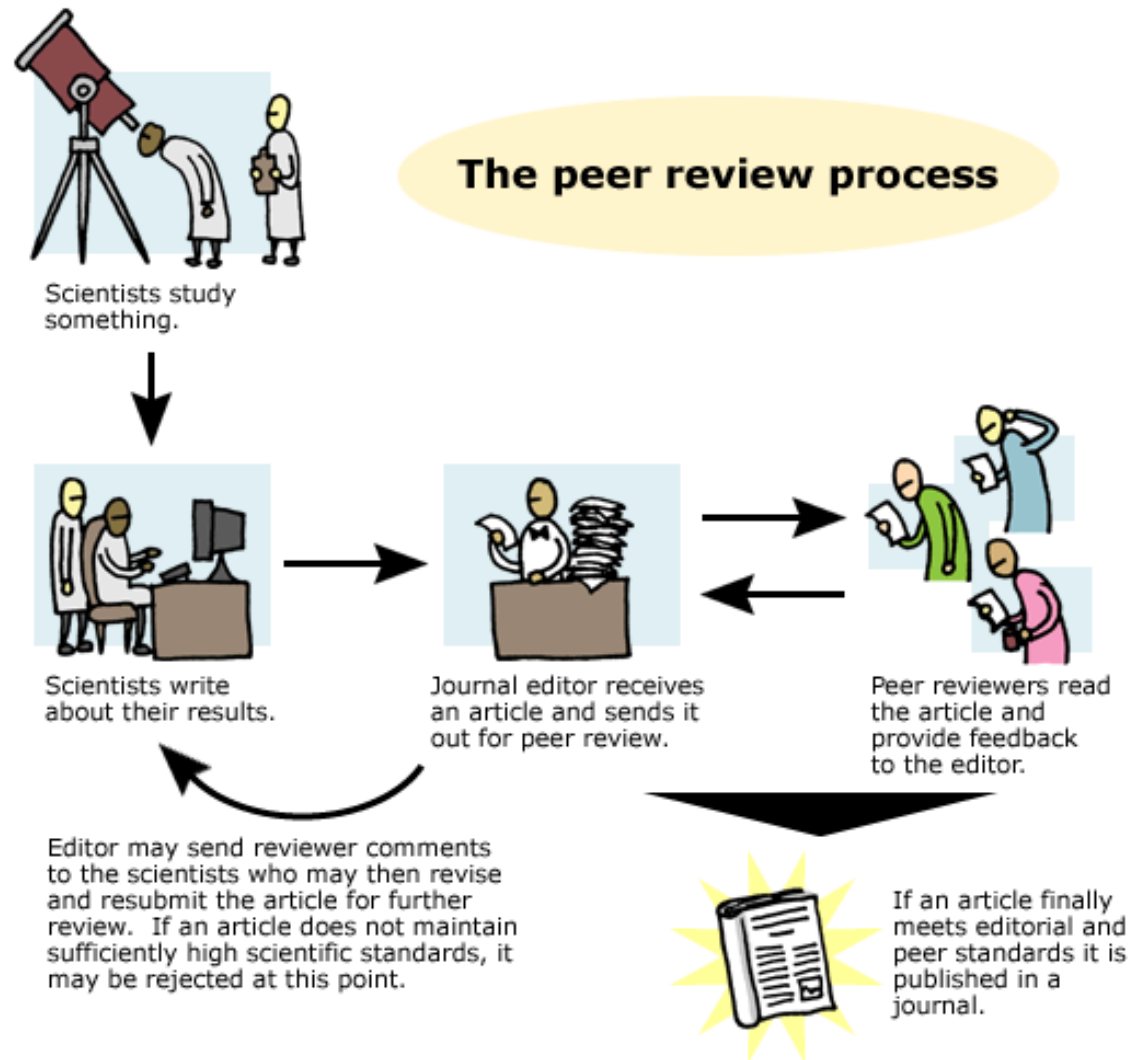 The peer review process
Scientists study
something.
Scientists write
about their results.
Journal editor receives
an article and sends it
out for peer review.
Peer reviewers read
the article and
provide feedback
to the editor.
Editor may send reviewer comments
to the scientists who may then revise
and resubmit the article for further
review.  If an article does not maintain
sufficiently high scientific standards, it
may be rejected at this point.
If an article finally
meets editorial and
peer standards it is
published in a
journal.